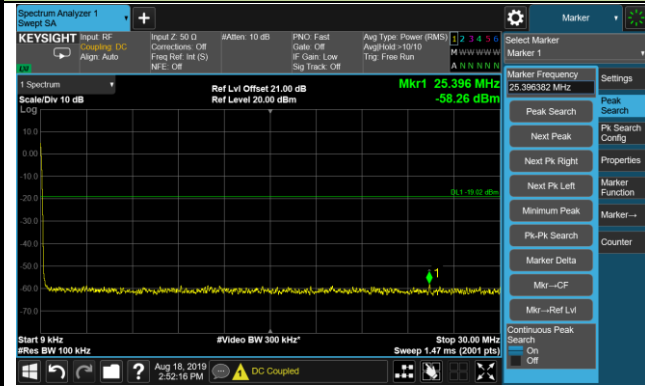 Spectrum Analyzer 1
Swept SA
+
Marker
KEYSIGHT
Input: RF
Coupling: DC
Align: Auto
Input Z: 50 Ω
Corrections: Off
Freq Ref: Int (S)
NFE: Off
#Atten: 10 dB
PNO: Fast
Gate: Off
IF Gain: Low
Sig Track: Off
Avg Type: Power (RMS)
Avg|Hold:>10/10
Trig: Free Run
1 2 3 4 5 6
M W W W W W
A N N N N N
Select Marker
Marker 1
1 Spectrum
Scale/Div 10 dB
Log
Ref Lvl Offset 21.00 dB
Ref Level 20.00 dBm
Mkr1 25.396 MHz
-58.26 dBm
Marker Frequency
25.396382 MHz
Settings
Peak Search
Peak
Search
Next Peak
Pk Search
Config
Next Pk Right
Properties
Next Pk Left
Marker
Function
Minimum Peak
Marker→
Pk-Pk Search
Counter
Marker Delta
Mkr→CF
Mkr→Ref Lvl
Continuous Peak
Search
On
Off
10.0
0.00
-10.0
-20.0
-30.0
-40.0
-50.0
-60.0
-70.0
DL1 -19.02 dBm
1
Start 9 kHz
#Res BW 100 kHz
#Video BW 300 kHz*
Stop 30.00 MHz
Sweep 1.47 ms (2001 pts)
?
Aug 18, 2019
2:52:16 PM
DC Coupled